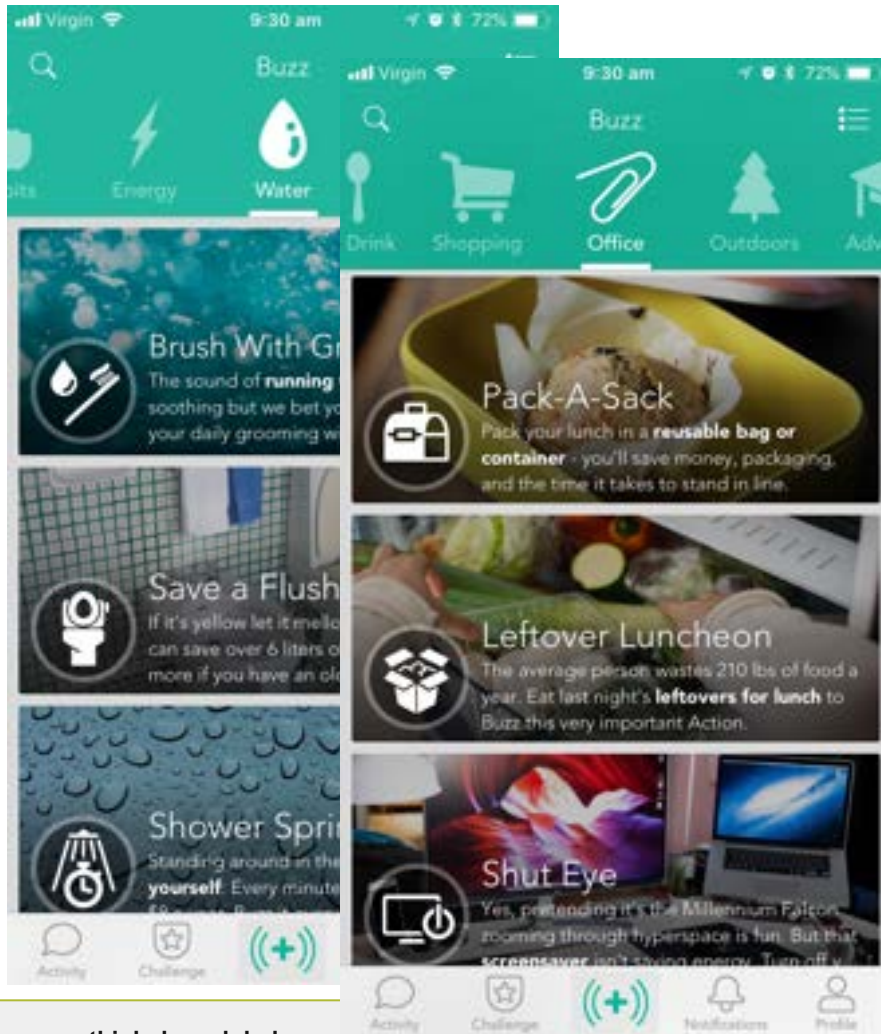 Virgin 9:30 am 72%
Buzz
Energy Water
Brush With
The sound of running
soothing but we bet
your daily grooming
Save a Flush
If it's yellow let it
can save over 6 liters
more if you have an
Shower
Standing around in the
yourself. Every minute
Activity Challenge
Virgin 9:30 am 72%
Buzz
Drink Shopping Office Outdoors
Pack-A-Sack
Pack your lunch in a reusable bag or
container - you'll save money, packaging,
and the time it takes to stand in line.
Leftover Luncheon
The average person wastes 210 lbs of food a
year. Eat last night's leftovers for lunch to
Buzz this very important Action.
Shut Eye
Yes, pretending it's the Millennium Falcon
zooming through hyperspace is fun. But that
screensaver isn't saving energy. Turn off
Activity Challenge Notifications Profile